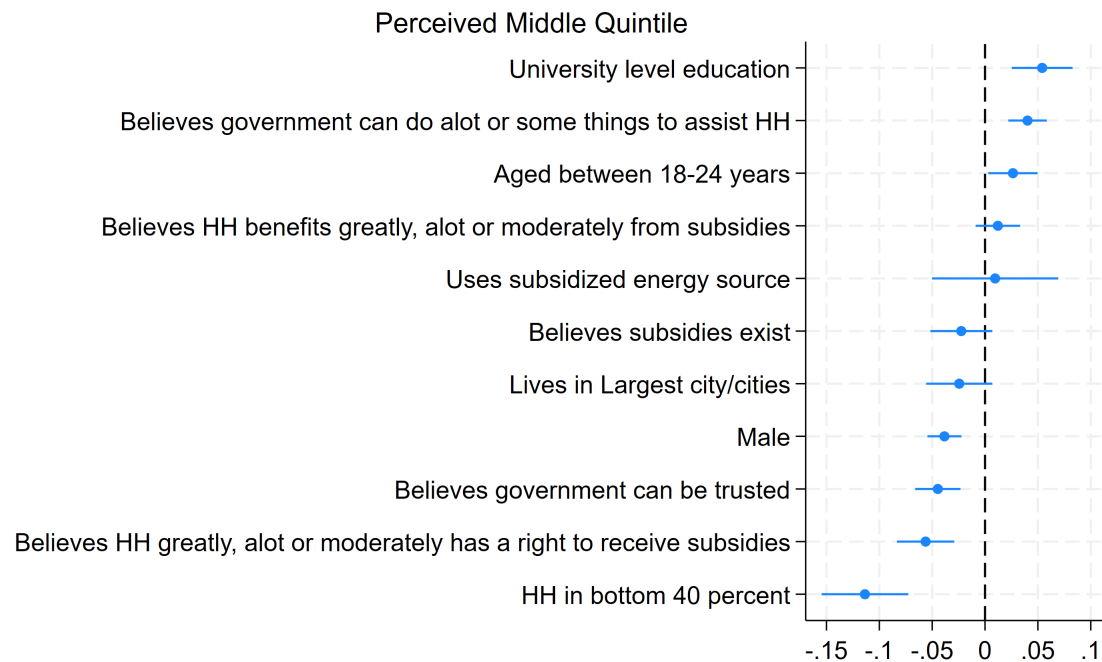 Perceived Middle Quintile
University level education
Believes government can do alot or some things to assist HH
Aged between 18-24 years
Believes HH benefits greatly, alot or moderately from subsidies
Uses subsidized energy source
Believes subsidies exist
Lives in Largest city/cities
Male
Believes government can be trusted
Believes HH greatly, alot or moderately has a right to receive subsidies
HH in bottom 40 percent
-.15 -.1 -.05 0 .05 .1